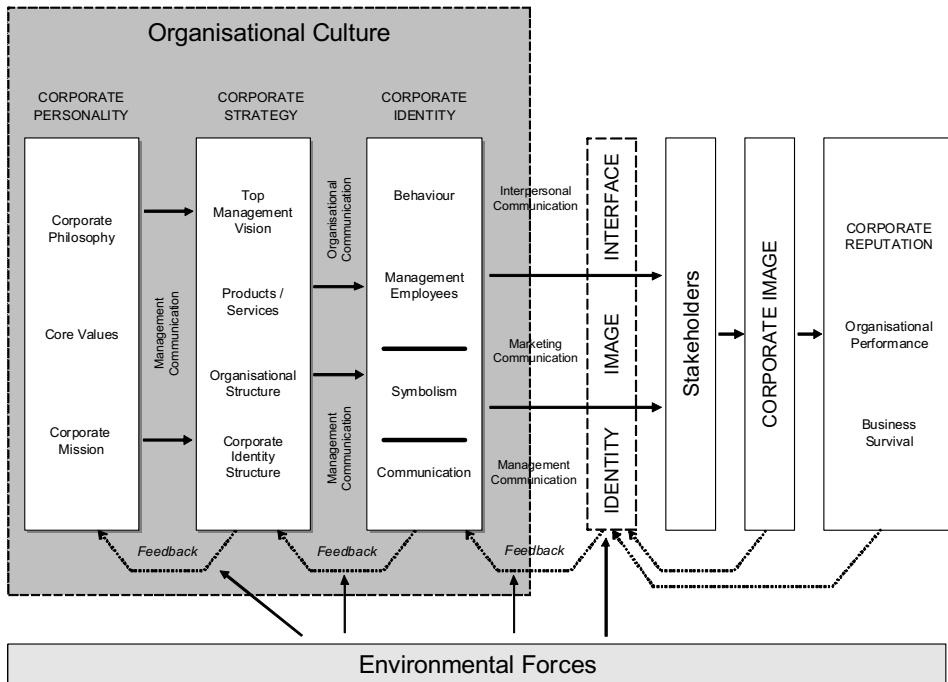 Organisational Culture
CORPORATE
PERSONALITY
CORPORATE
STRATEGY
CORPORATE
IDENTITY
Corporate
Philosophy
Core Values
Corporate
Mission
Management
Communication
Top
Management
Vision
Products /
Services
Organisational
Structure
Corporate
Identity
Structure
Organisational
Communication
Management
Communication
Behaviour
Management
Employees
Symbolism
Communication
Interpersonal
Communication
Marketing
Communication
Management
Communication
IDENTITY IMAGE INTERFACE
Stakeholders
CORPORATE IMAGE
CORPORATE
REPUTATION
Organisational
Performance
Business
Survival
Feedback
Feedback
Feedback
Environmental Forces